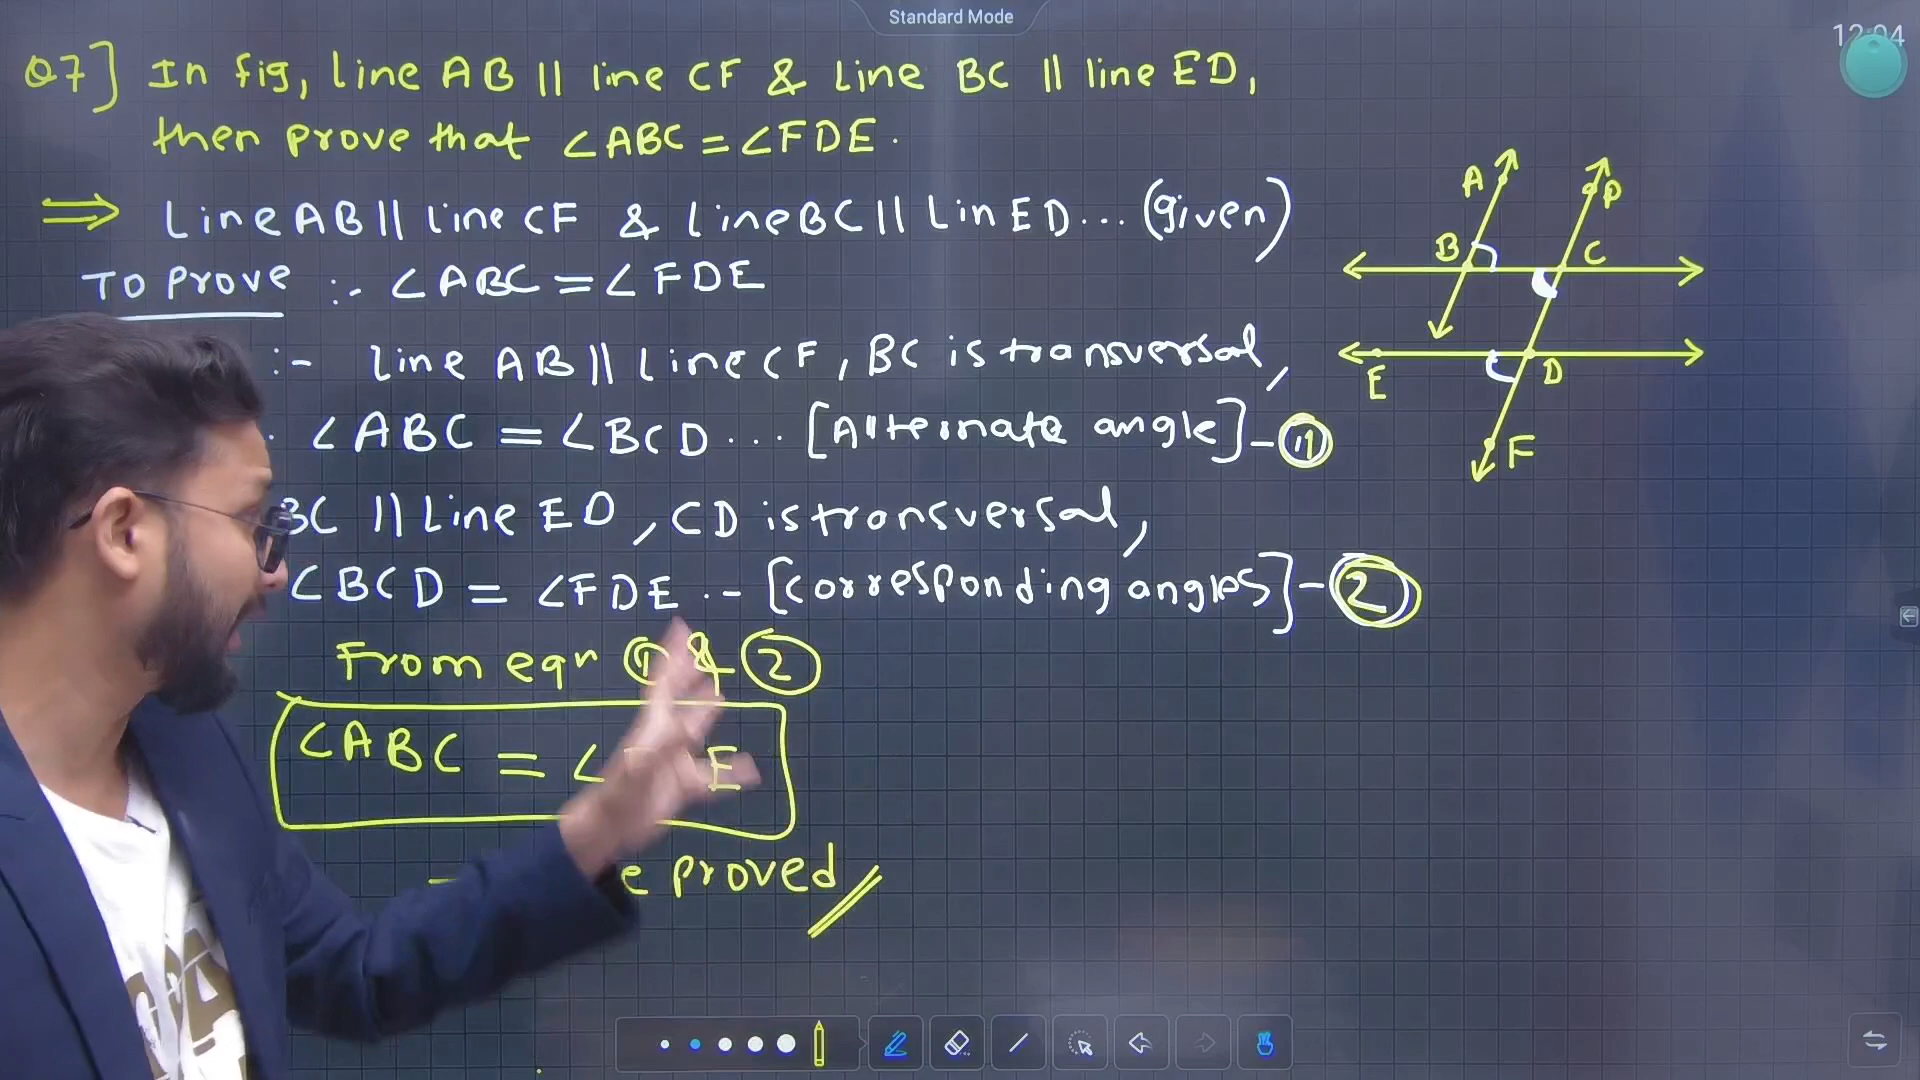 Standard Mode
12:04
Q7] In fig, line AB || line CF & line BC || line ED,
then prove that ∠ABC = ∠FDE.
⇒ Line AB || line CF & line BC || Lin ED... (given)
To prove :- ∠ABC = ∠FDE
:- line AB || Line CF, BC is transversal,
∠ABC = ∠BCD ... [Alternate angle] - 1
BC || Line ED, CD is transversal,
∠BCD = ∠FDE .- [corresponding angles] - 2
From eqn 1 & 2
∠ABC = ∠ E
proved
A
P
B
C
E
D
F